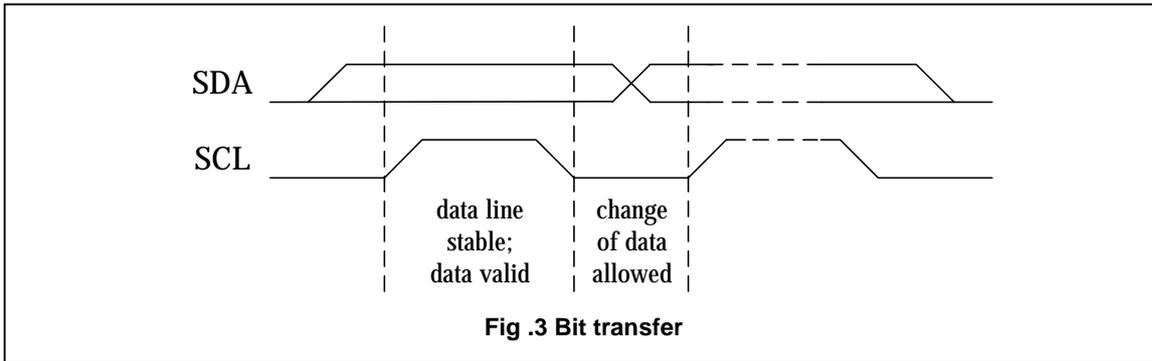 SDA
SCL
data line
stable;
data valid
change
of data
allowed
Fig .3 Bit transfer